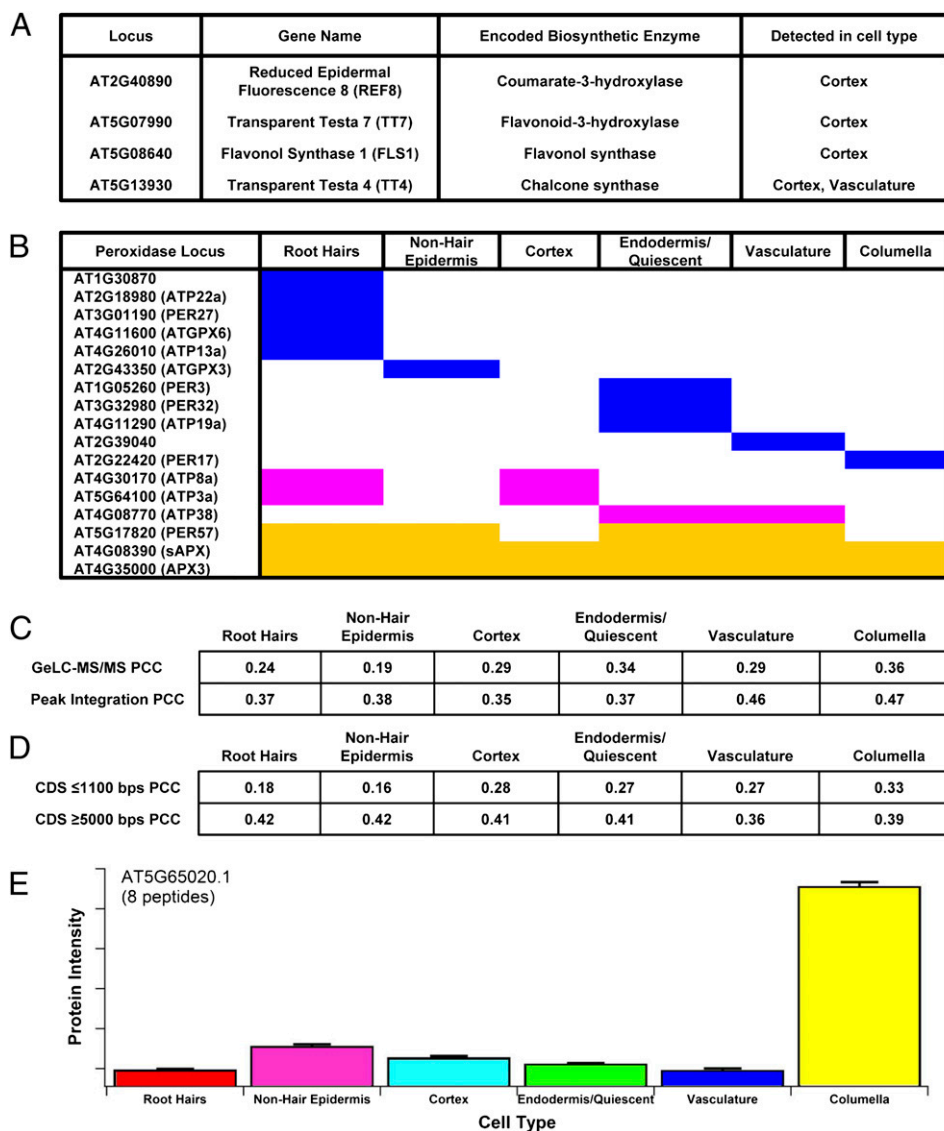 A
Locus Gene Name Encoded Biosynthetic Enzyme Detected in cell type
AT2G40890 Reduced Epidermal Fluorescence 8 (REF8) Coumarate-3-hydroxylase Cortex
AT5G07990 Transparent Testa 7 (TT7) Flavonoid-3-hydroxylase Cortex
AT5G08640 Flavonol Synthase 1 (FLS1) Flavonol synthase Cortex
AT5G13930 Transparent Testa 4 (TT4) Chalcone synthase Cortex, Vasculature
B
Peroxidase Locus Root Hairs Non-Hair Epidermis Cortex Endodermis/ Quiescent Vasculature Columella
AT1G30870
AT2G18980 (ATP22a)
AT3G01190 (PER27)
AT4G11600 (ATGPX6)
AT4G26010 (ATP13a)
AT2G43350 (ATGPX3)
AT1G05260 (PER3)
AT3G32980 (PER32)
AT4G11290 (ATP19a)
AT2G39040
AT2G22420 (PER17)
AT4G30170 (ATP8a)
AT5G64100 (ATP3a)
AT4G08770 (ATP38)
AT5G17820 (PER57)
AT4G08390 (sAPX)
AT4G35000 (APX3)
C
Root Hairs Non-Hair Epidermis Cortex Endodermis/ Quiescent Vasculature Columella
GeLC-MS/MS PCC 0.24 0.19 0.29 0.34 0.29 0.36
Peak Integration PCC 0.37 0.38 0.35 0.37 0.46 0.47
D
Root Hairs Non-Hair Epidermis Cortex Endodermis/ Quiescent Vasculature Columella
CDS ≤1100 bps PCC 0.18 0.16 0.28 0.27 0.27 0.33
CDS ≥5000 bps PCC 0.42 0.42 0.41 0.41 0.36 0.39
E
AT5G65020.1
(8 peptides)
Protein Intensity
Root Hairs Non-Hair Epidermis Cortex Endodermis/Quiescent Vasculature Columella
Cell Type